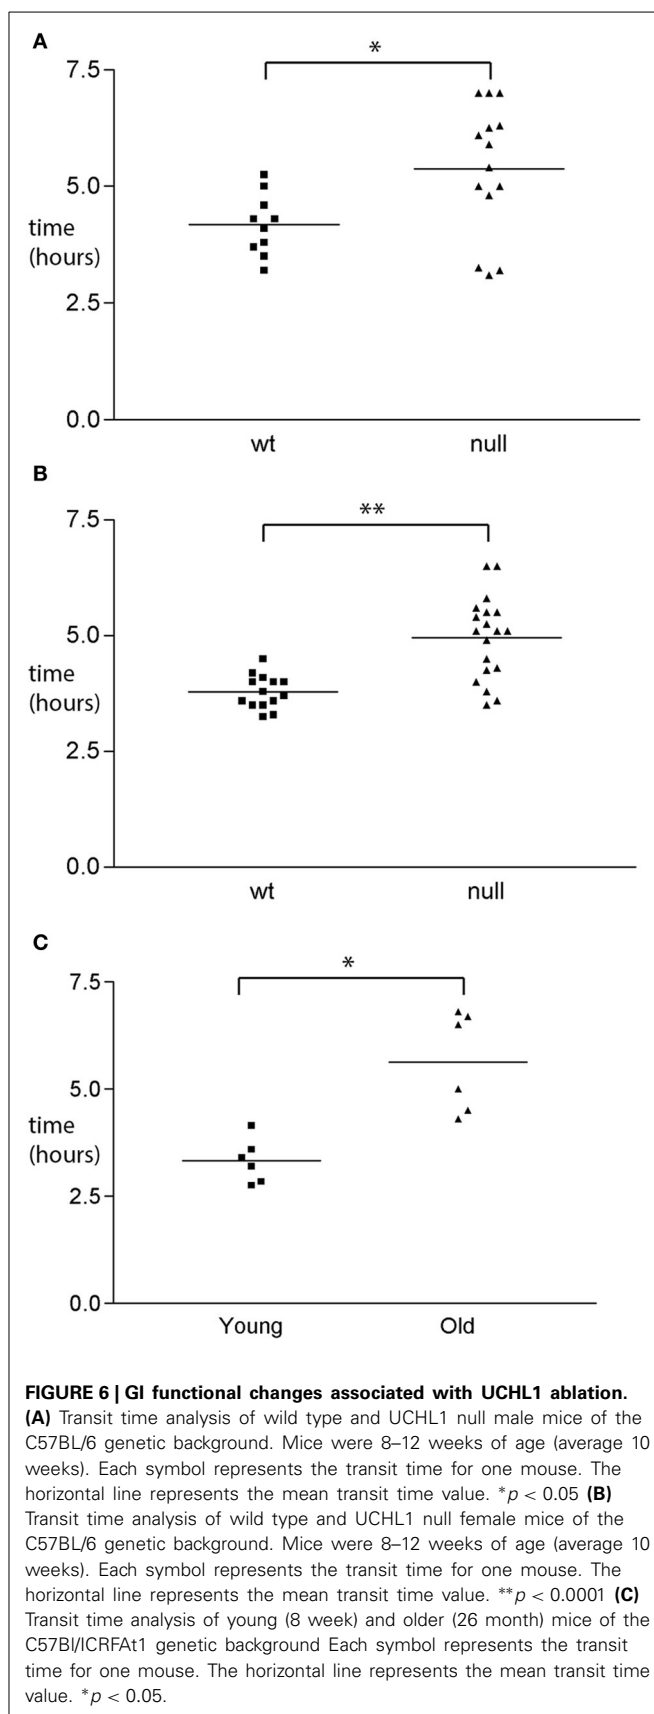 A
*
7.5
5.0
time
(hours)
2.5
0.0
wt null
B
**
7.5
5.0
time
(hours)
2.5
0.0
wt null
C
*
7.5
5.0
time
(hours)
2.5
0.0
Young Old
FIGURE 6 | GI functional changes associated with UCHL1 ablation.
(A) Transit time analysis of wild type and UCHL1 null male mice of the
C57BL/6 genetic background. Mice were 8–12 weeks of age (average 10
weeks). Each symbol represents the transit time for one mouse. The
horizontal line represents the mean transit time value. *p < 0.05 (B)
Transit time analysis of wild type and UCHL1 null female mice of the
C57BL/6 genetic background. Mice were 8–12 weeks of age (average 10
weeks). Each symbol represents the transit time for one mouse. The
horizontal line represents the mean transit time value. **p < 0.0001 (C)
Transit time analysis of young (8 week) and older (26 month) mice of the
C57Bl/ICRFAt1 genetic background Each symbol represents the transit
time for one mouse. The horizontal line represents the mean transit time
value. *p < 0.05.